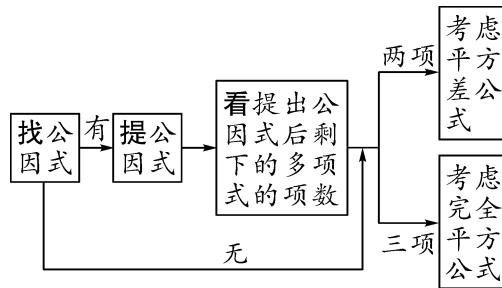 找公
因式
有
提公
因式
看提出公
因式后剩
下的多项
式的项数
无
两项
考虑
平方
差公
式
三项
考虑
完全
平方
公式